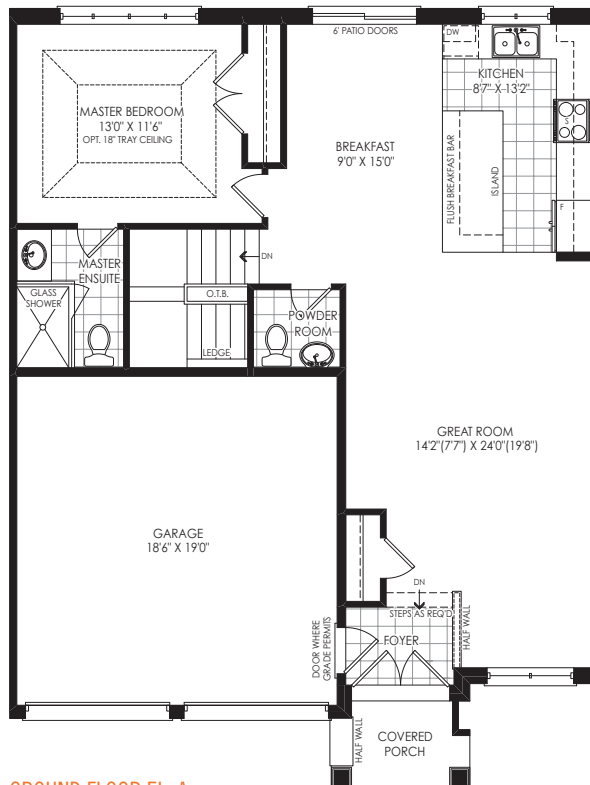 6' PATIO DOORS
DW
KITCHEN
8'7" X 13'2"
MASTER BEDROOM
13'0" X 11'6"
OPT. 18" TRAY CEILING
S
BREAKFAST
9'0" X 15'0"
FLUSH BREAKFAST BAR
ISLAND
F
DN
MASTER
ENSUITE
GLASS
SHOWER
O.T.B.
LEDGE
POWDER
ROOM
GREAT ROOM
14'2"(7'7") X 24'0"(19'8")
GARAGE
18'6" X 19'0"
DN
STEPS AS REQ'D
HALF WALL
FOYER
DOOR WHERE
GRADE PERMITS
HALF WALL
COVERED
PORCH
GROUND FLOOR EL. A